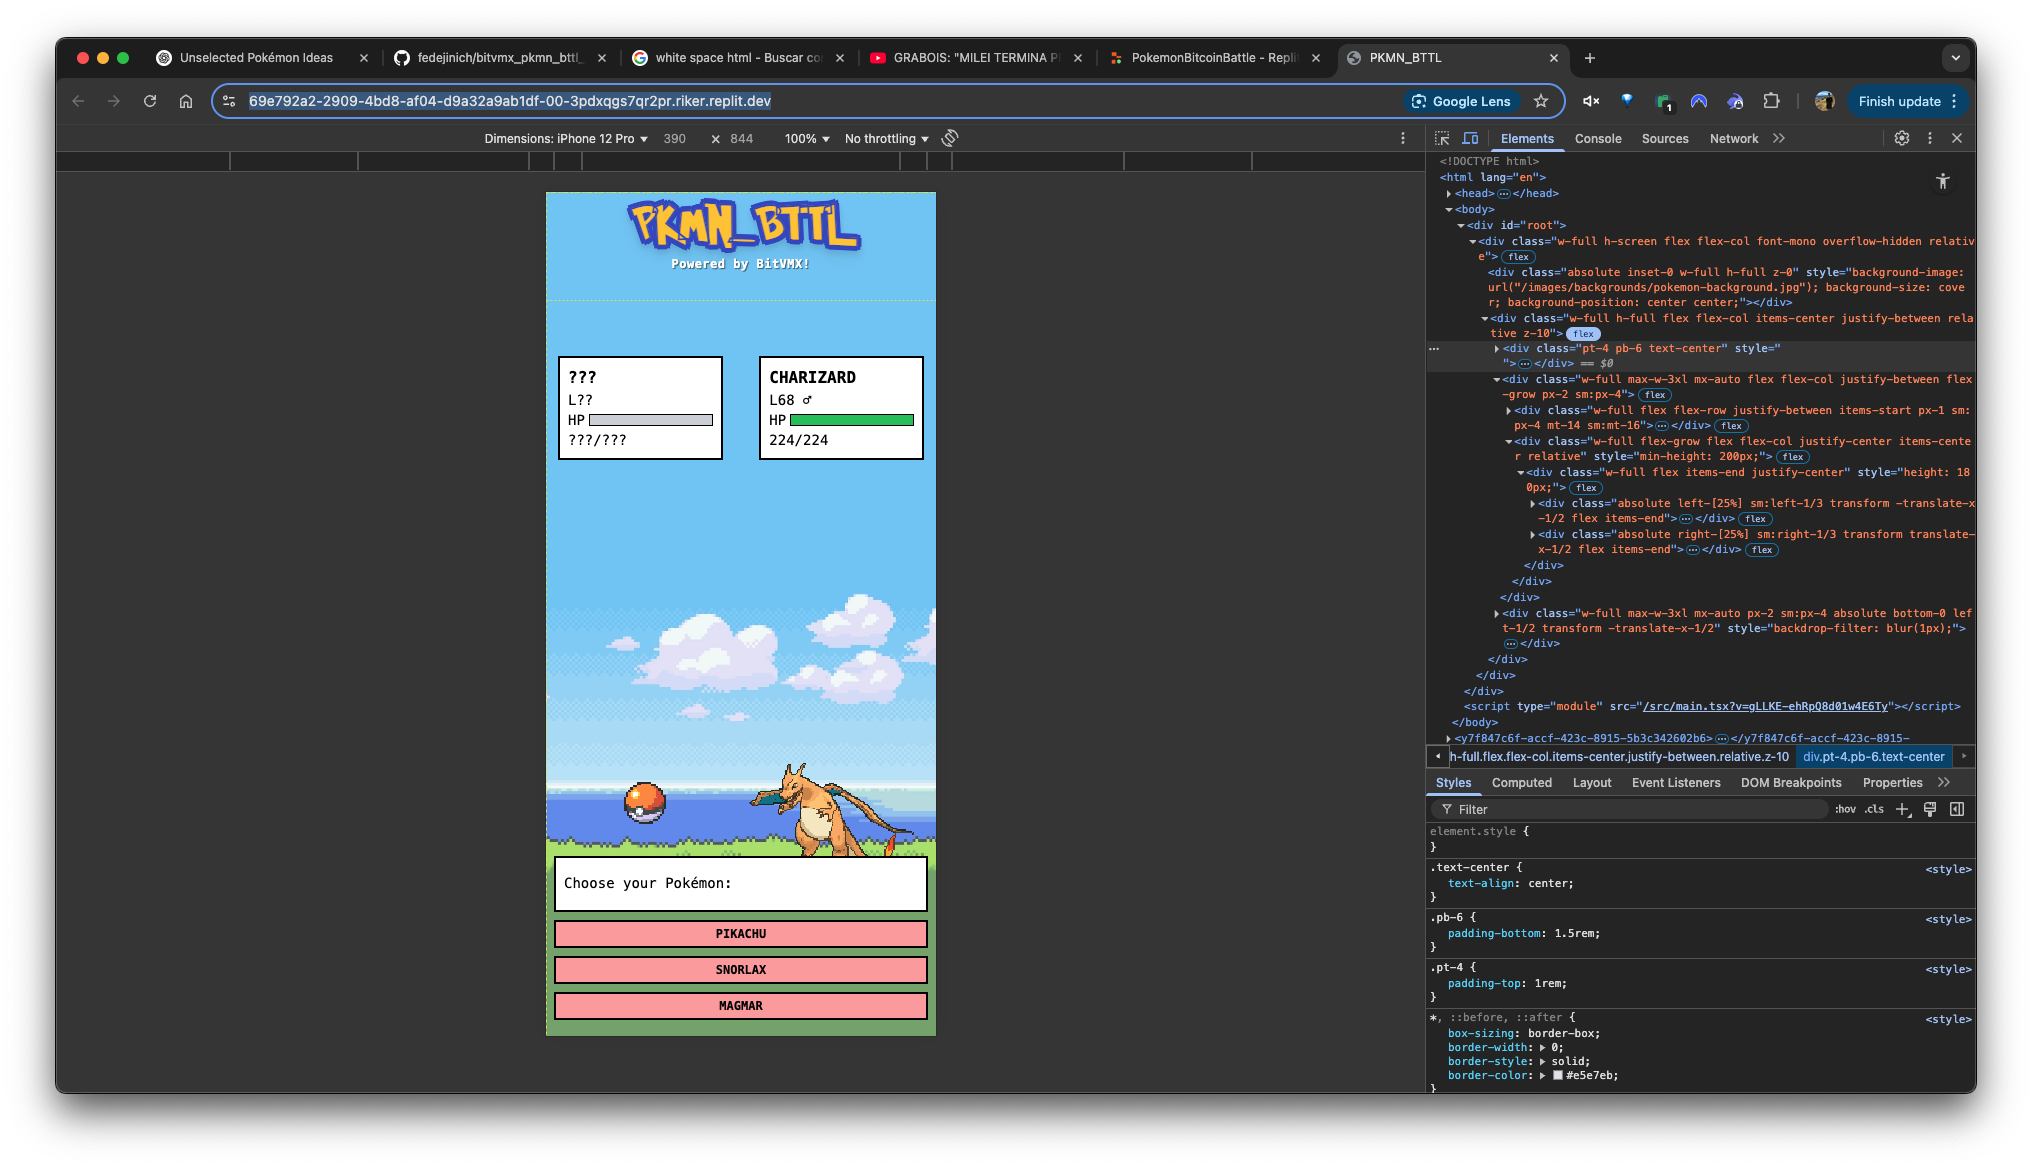 Unselected Pokémon Ideas
fedejinich/bitvmx_pkmn_bttl_
white space html - Buscar co
GRABOIS: "MILEI TERMINA P
PokemonBitcoinBattle - Repli
PKMN_BTTL
69e792a2-2909-4bd8-af04-d9a32a9ab1df-00-3pdxqgs7qr2pr.riker.replit.dev
Google Lens
1
Finish update
Dimensions: iPhone 12 Pro 390 × 844 100% No throttling
PKMN_BTTL
Powered by BitVMX!
???
L??
HP
???/???
CHARIZARD
L68 ♂
HP
224/224
Choose your Pokémon:
PIKACHU
SNORLAX
MAGMAR
Elements Console Sources Network
<!DOCTYPE html>
<html lang="en">
<head>…</head>
<body>
<div id="root">
<div class="w-full h-screen flex flex-col font-mono overflow-hidden relativ
e"> flex
<div class="absolute inset-0 w-full h-full z-0" style="background-image:
url("/images/backgrounds/pokemon-background.jpg"); background-size: cove
r; background-position: center center;"></div>
<div class="w-full h-full flex flex-col items-center justify-between rela
tive z-10"> flex
… <div class="pt-4 pb-6 text-center" style="
">…</div> == $0
<div class="w-full max-w-3xl mx-auto flex flex-col justify-between flex
-grow px-2 sm:px-4"> flex
<div class="w-full flex flex-row justify-between items-start px-1 sm:
px-4 mt-14 sm:mt-16">…</div> flex
<div class="w-full flex-grow flex flex-col justify-center items-cente
r relative" style="min-height: 200px;"> flex
<div class="w-full flex items-end justify-center" style="height: 18
0px;"> flex
<div class="absolute left-[25%] sm:left-1/3 transform -translate-x
-1/2 flex items-end">…</div> flex
<div class="absolute right-[25%] sm:right-1/3 transform translate-
x-1/2 flex items-end">…</div> flex
</div>
</div>
</div>
<div class="w-full max-w-3xl mx-auto px-2 sm:px-4 absolute bottom-0 lef
t-1/2 transform -translate-x-1/2" style="backdrop-filter: blur(1px);">
…</div>
</div>
</div>
</div>
<script type="module" src="/src/main.tsx?v=gLLKE-ehRpQ8d01w4E6Ty"></script>
</body>
<y7f847c6f-accf-423c-8915-5b3c342602b6>…</y7f847c6f-accf-423c-8915-
h-full.flex.flex-col.items-center.justify-between.relative.z-10 div.pt-4.pb-6.text-center
Styles Computed Layout Event Listeners DOM Breakpoints Properties
Filter :hov .cls
element.style {
}
.text-center { <style>
text-align: center;
}
.pb-6 { <style>
padding-bottom: 1.5rem;
}
.pt-4 { <style>
padding-top: 1rem;
}
*, ::before, ::after { <style>
box-sizing: border-box;
border-width: 0;
border-style: solid;
border-color: #e5e7eb;
}